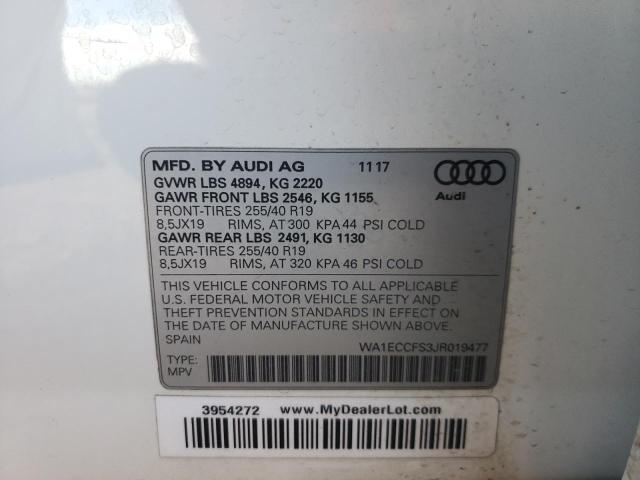 MFD. BY AUDI AG 11 17
GVWR LBS 4894, KG 2220
GAWR FRONT LBS 2546, KG 1155
FRONT-TIRES 255/40 R19
8,5JX19 RIMS, AT 300 KPA 44 PSI COLD
GAWR REAR LBS 2491, KG 1130
REAR-TIRES 255/40 R19
8,5JX19 RIMS, AT 320 KPA 46 PSI COLD
Audi
THIS VEHICLE CONFORMS TO ALL APPLICABLE
U.S. FEDERAL MOTOR VEHICLE SAFETY AND
THEFT PREVENTION STANDARDS IN EFFECT ON
THE DATE OF MANUFACTURE SHOWN ABOVE.
SPAIN WA1ECCFS3JR019477
TYPE:
MPV
3954272 www.MyDealerLot.com